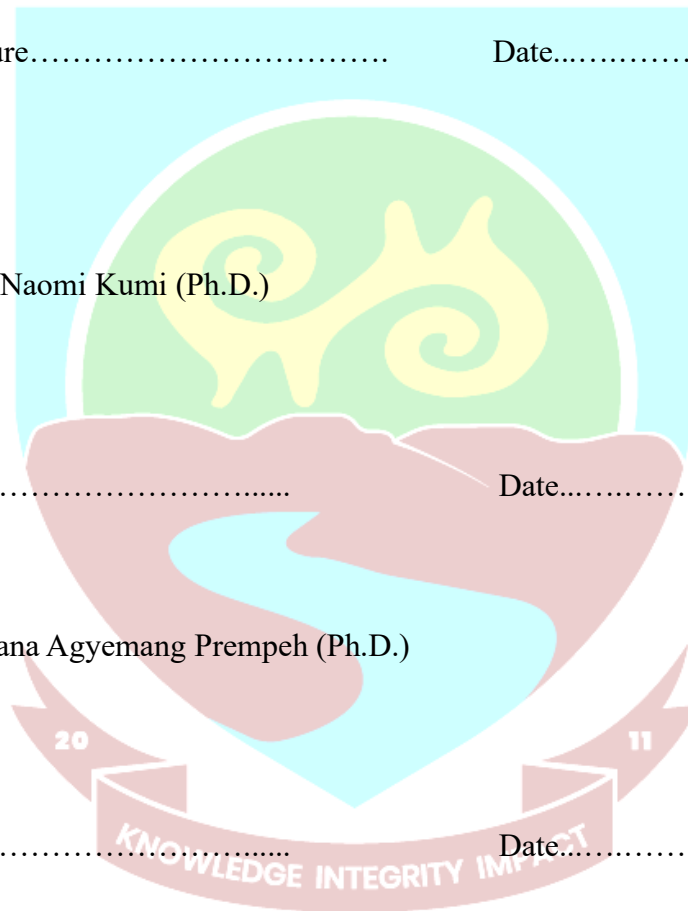 ure………………………………. Date...…..……
Naomi Kumi (Ph.D.)
……………………...... Date...…..……
ana Agyemang Prempeh (Ph.D.)
20 11
……………………...... Date...…..……
KNOWLEDGE INTEGRITY IMPACT